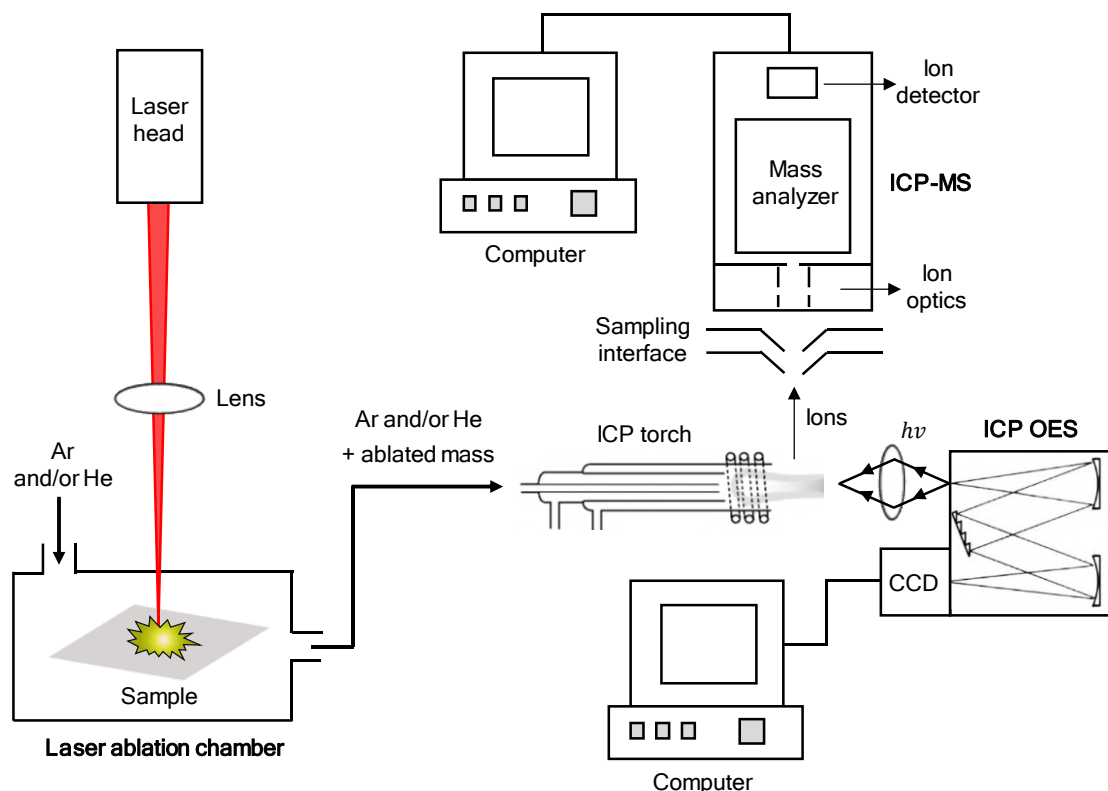 Laser
head
Lens
Ar
and/or He
Sample
Laser ablation chamber
Ar and/or He
+ ablated mass
Computer
Ion
detector
Mass
analyzer
ICP-MS
Ion
optics
Sampling
interface
Ions
ICP torch
hν
ICP OES
CCD
Computer